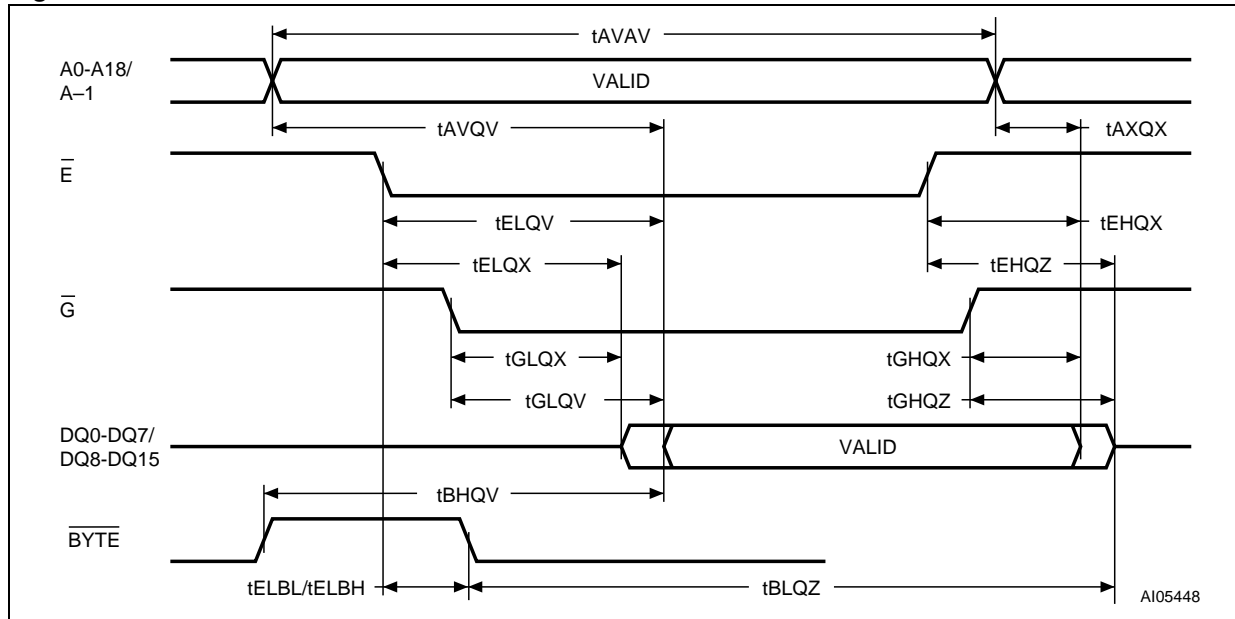 tAVAV
A0-A18/
A–1
VALID
tAVQV
tAXQX
E
tELQV
tEHQX
tELQX
tEHQZ
G
tGLQX
tGHQX
tGLQV
tGHQZ
DQ0-DQ7/
DQ8-DQ15
VALID
tBHQV
BYTE
tELBL/tELBH
tBLQZ
AI05448